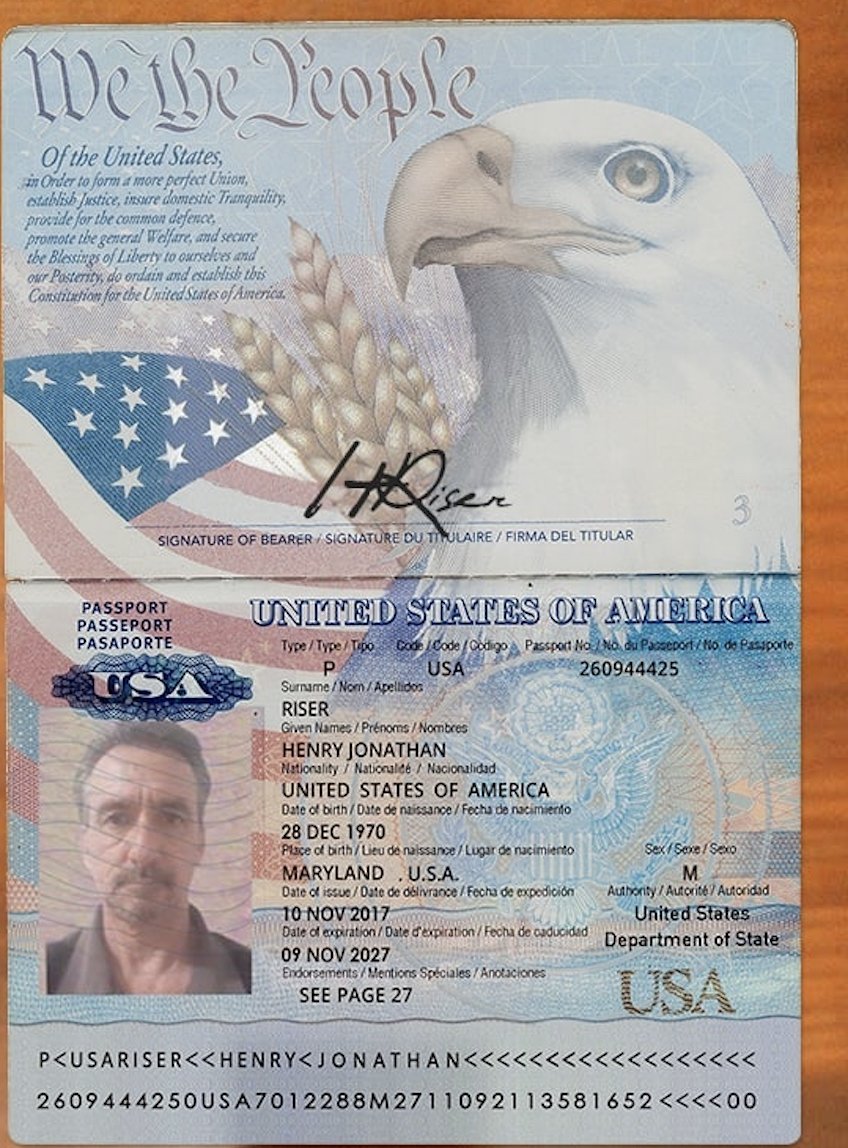 We the People
Of the United States,
in Order to form a more perfect Union,
establish Justice, insure domestic Tranquility,
provide for the common defence,
promote the general Welfare, and secure
the Blessings of Liberty to ourselves and
our Posterity, do ordain and establish this
Constitution for the United States of America.
HRiser
3
SIGNATURE OF BEARER / SIGNATURE DU TITULAIRE / FIRMA DEL TITULAR
PASSPORT
PASSEPORT
PASAPORTE
USA
UNITED STATES OF AMERICA
Type / Type / Tipo Code / Code / Código Passport No. / No. du Passeport / No. de Pasaporte
P USA 260944425
Surname / Nom / Apellidos
RISER
Given Names / Prénoms / Nombres
HENRY JONATHAN
Nationality / Nationalité / Nacionalidad
UNITED STATES OF AMERICA
Date of birth / Date de naissance / Fecha de nacimiento
28 DEC 1970
Place of birth / Lieu de naissance / Lugar de nacimiento Sex / Sexe / Sexo
MARYLAND . U.S.A. M
Date of issue / Date de délivrance / Fecha de expedición Authority / Autorité / Autoridad
10 NOV 2017 United States
Date of expiration / Date d'expiration / Fecha de caducidad Department of State
09 NOV 2027
Endorsements / Mentions Spéciales / Anotaciones
SEE PAGE 27
USA
P<USARISER<<HENRY<JONATHAN<<<<<<<<<<<<<<<<<<
2609444250USA7012288M2711092113581652<<<<00